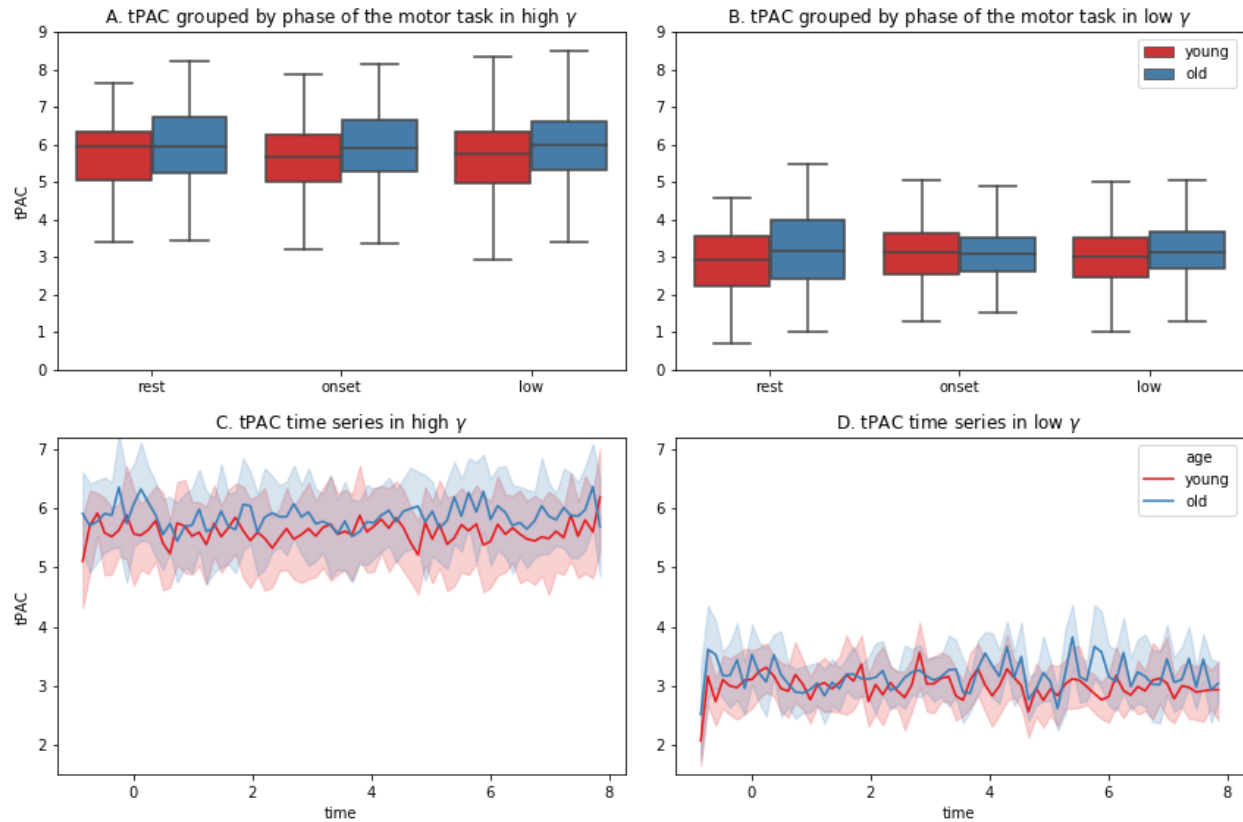 A. tPAC grouped by phase of the motor task in high γ
9
8
7
6
5
4
3
2
1
0
tPAC
rest onset low
B. tPAC grouped by phase of the motor task in low γ
young
old
9
8
7
6
5
4
3
2
1
0
rest onset low
C. tPAC time series in high γ
7
6
5
4
3
2
tPAC
0 2 4 6 8
time
D. tPAC time series in low γ
age
young
old
7
6
5
4
3
2
0 2 4 6 8
time